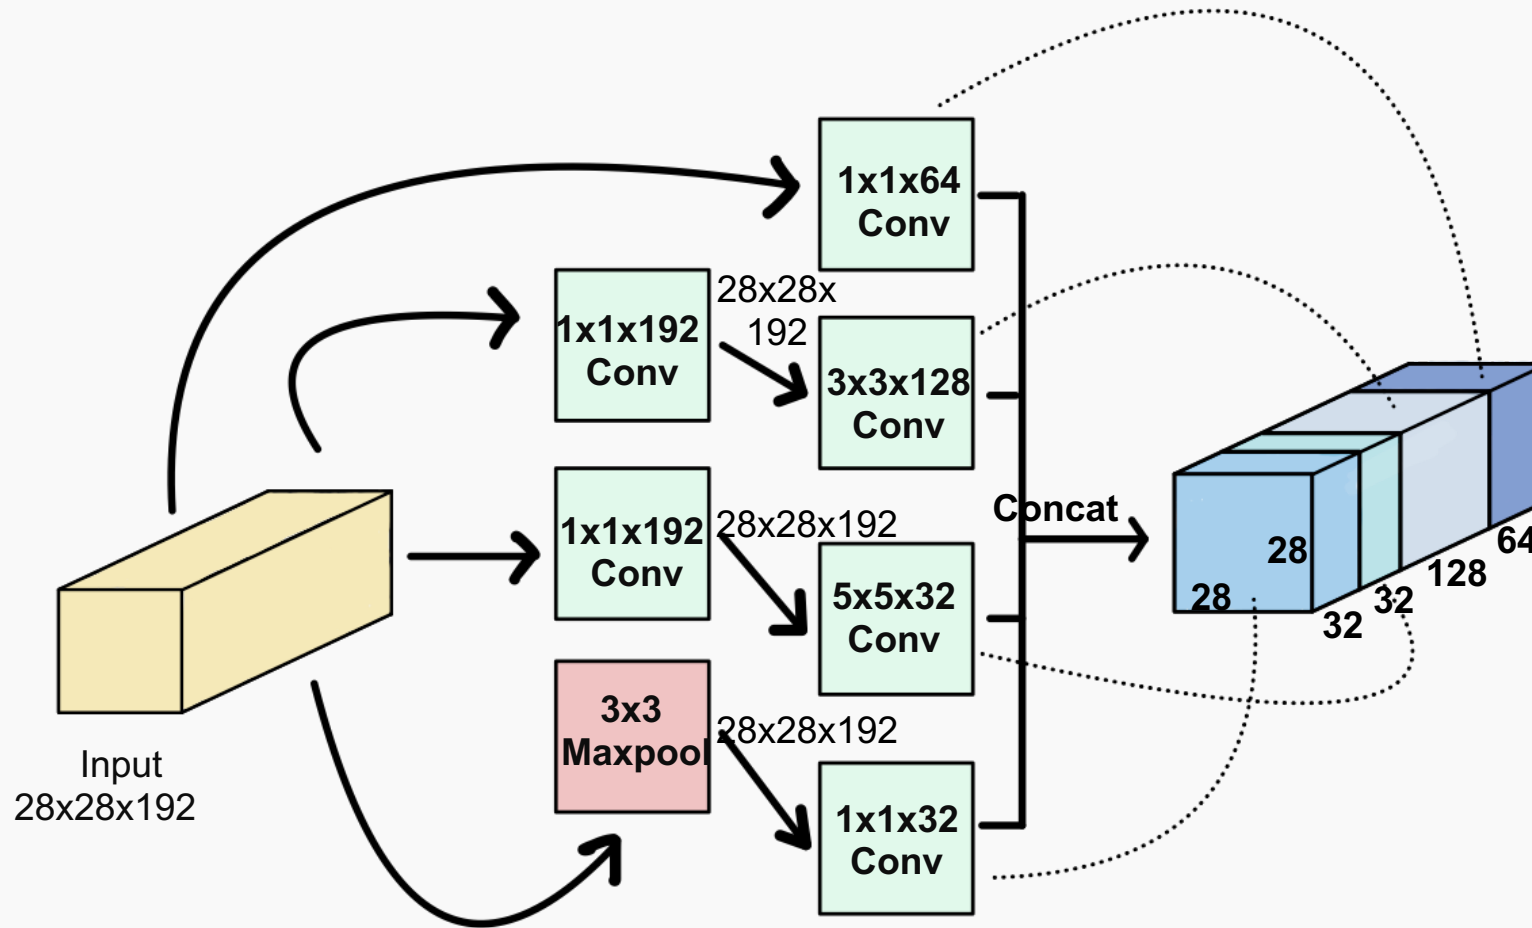 1x1x64
Conv
28x28x
192
1x1x192
Conv
3x3x128
Conv
1x1x192
Conv
28x28x192
5x5x32
Conv
Concat
3x3
Maxpool
28x28x192
1x1x32
Conv
Input
28x28x192
28
28
32
32
128
64